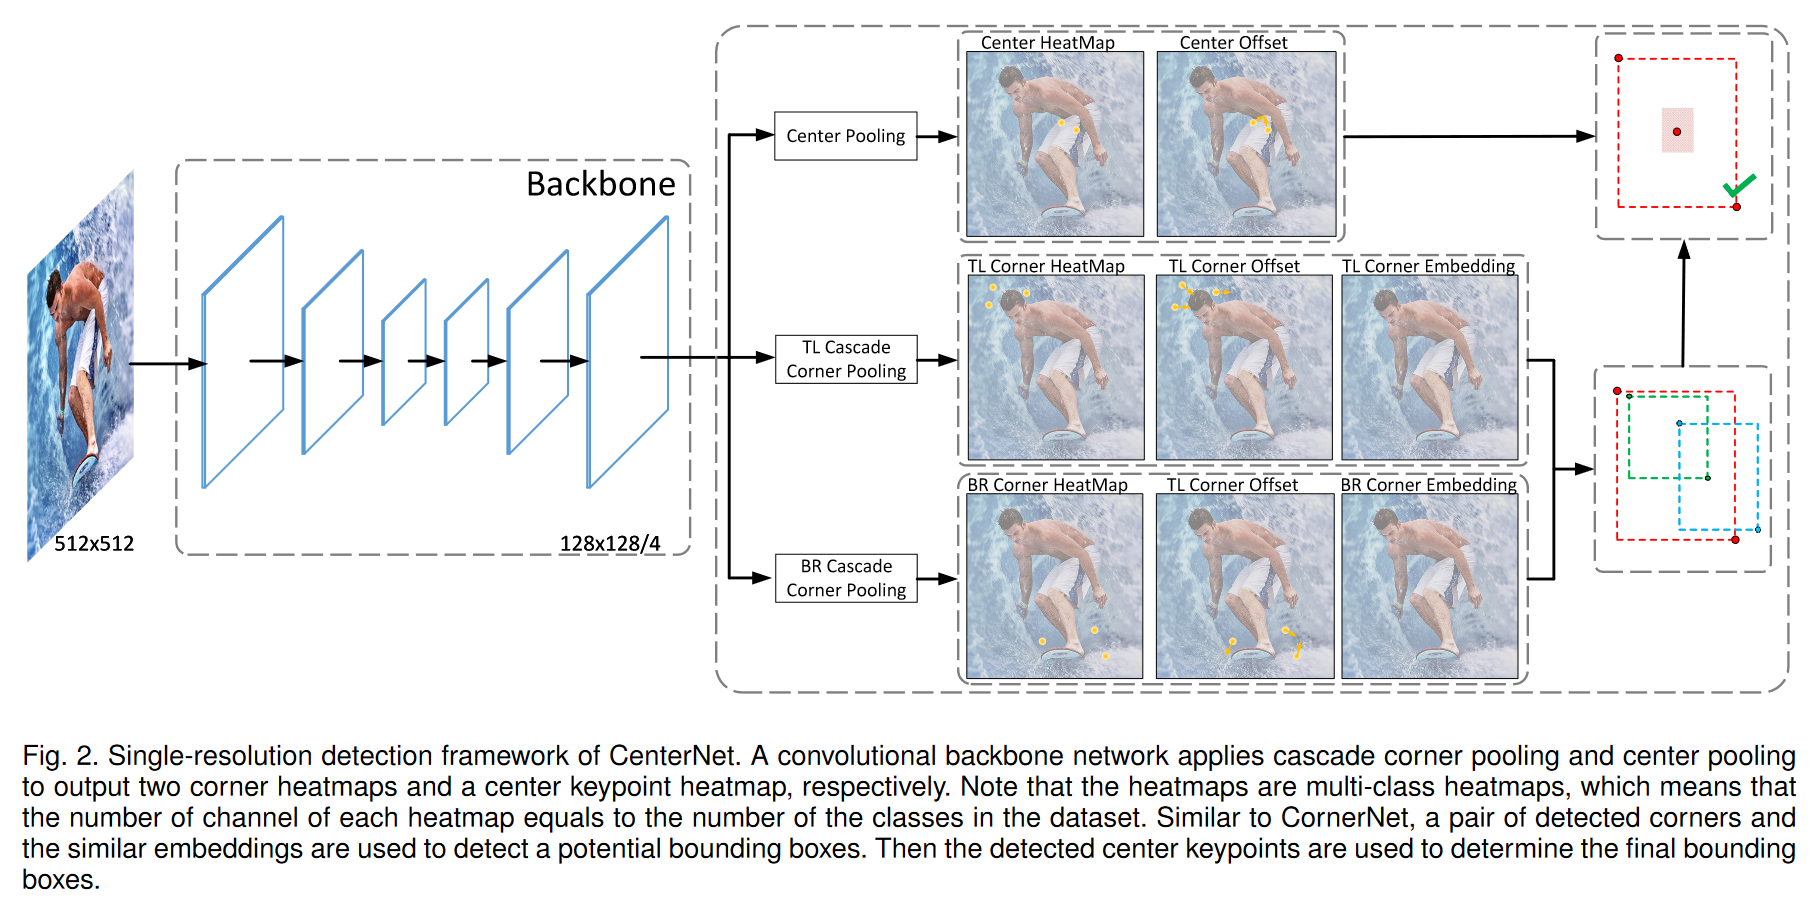 Center HeatMap
Center Offset
Center Pooling
Backbone
TL Corner HeatMap
TL Corner Offset
TL Corner Embedding
TL Cascade
Corner Pooling
BR Corner HeatMap
TL Corner Offset
BR Corner Embedding
512x512
128x128/4
BR Cascade
Corner Pooling
Fig. 2. Single-resolution detection framework of CenterNet. A convolutional backbone network applies cascade corner pooling and center pooling
to output two corner heatmaps and a center keypoint heatmap, respectively. Note that the heatmaps are multi-class heatmaps, which means that
the number of channel of each heatmap equals to the number of the classes in the dataset. Similar to CornerNet, a pair of detected corners and
the similar embeddings are used to detect a potential bounding boxes. Then the detected center keypoints are used to determine the final bounding
boxes.